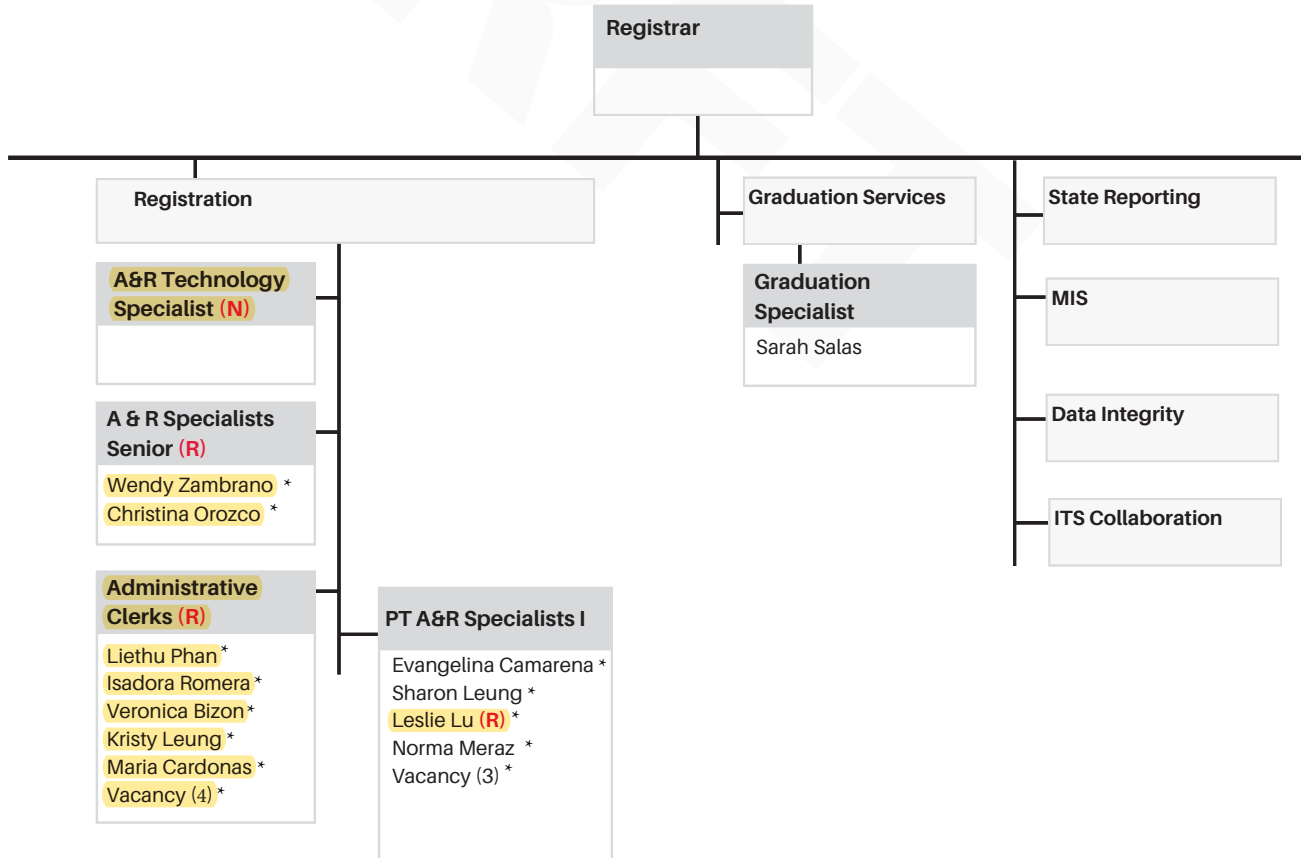 Registrar
Registration
A&R Technology
Specialist (N)
A & R Specialists
Senior (R)
Wendy Zambrano *
Christina Orozco *
Administrative
Clerks (R)
Liethu Phan *
Isadora Romera *
Veronica Bizon *
Kristy Leung *
Maria Cardonas *
Vacancy (4) *
PT A&R Specialists I
Evangelina Camarena *
Sharon Leung *
Leslie Lu (R) *
Norma Meraz *
Vacancy (3) *
Graduation Services
Graduation
Specialist
Sarah Salas
State Reporting
MIS
Data Integrity
ITS Collaboration